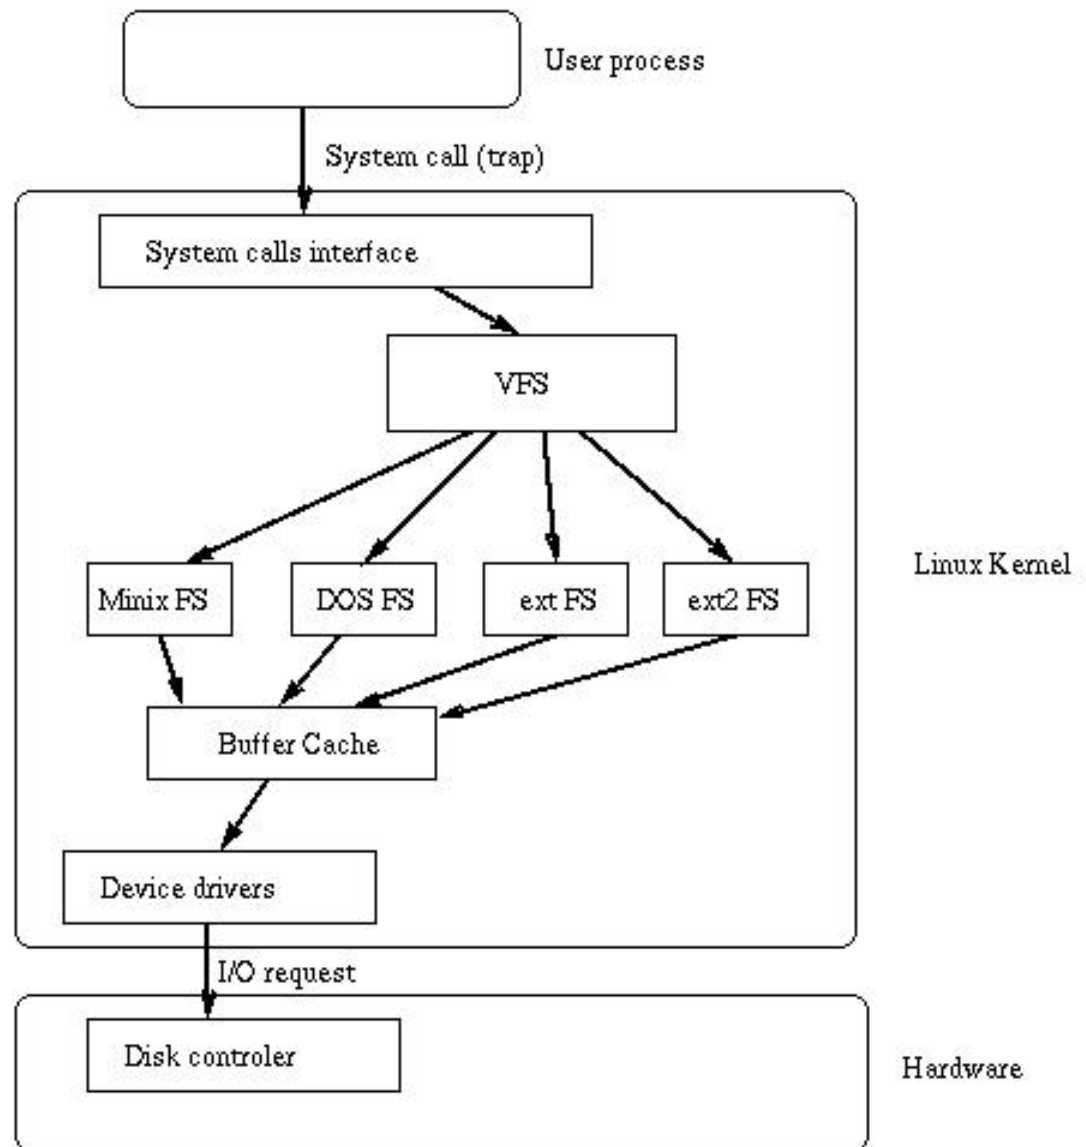 User process
System call (trap)
System calls interface
VFS
Linux Kernel
Minix FS
DOS FS
ext FS
ext2 FS
Buffer Cache
Device drivers
I/O request
Disk controler
Hardware